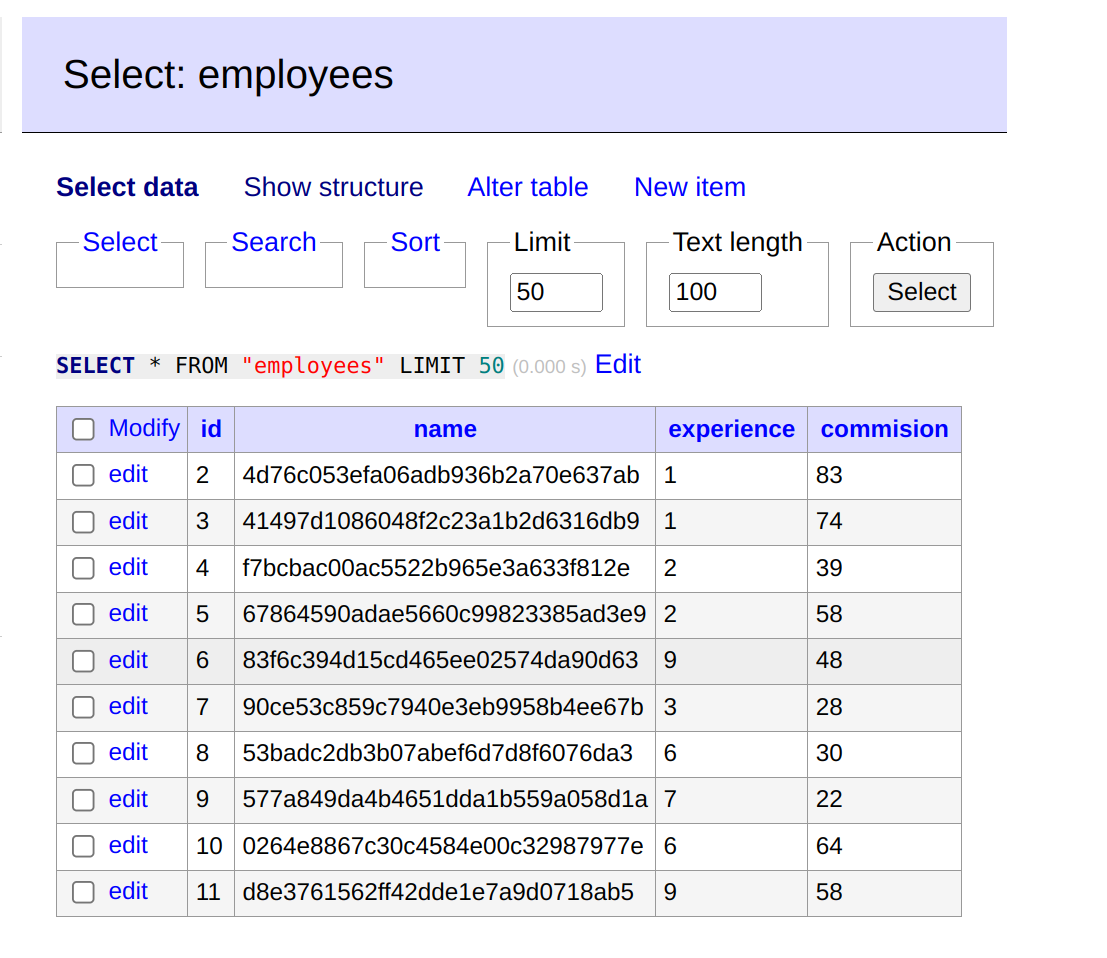 Select: employees
Select data Show structure Alter table New item
Select Search Sort Limit Text length Action
50 100 Select
SELECT * FROM "employees" LIMIT 50 (0.000 s) Edit
Modify id name experience commision
edit 2 4d76c053efa06adb936b2a70e637ab 1 83
edit 3 41497d1086048f2c23a1b2d6316db9 1 74
edit 4 f7bcbac00ac5522b965e3a633f812e 2 39
edit 5 67864590adae5660c99823385ad3e9 2 58
edit 6 83f6c394d15cd465ee02574da90d63 9 48
edit 7 90ce53c859c7940e3eb9958b4ee67b 3 28
edit 8 53badc2db3b07abef6d7d8f6076da3 6 30
edit 9 577a849da4b4651dda1b559a058d1a 7 22
edit 10 0264e8867c30c4584e00c32987977e 6 64
edit 11 d8e3761562ff42dde1e7a9d0718ab5 9 58